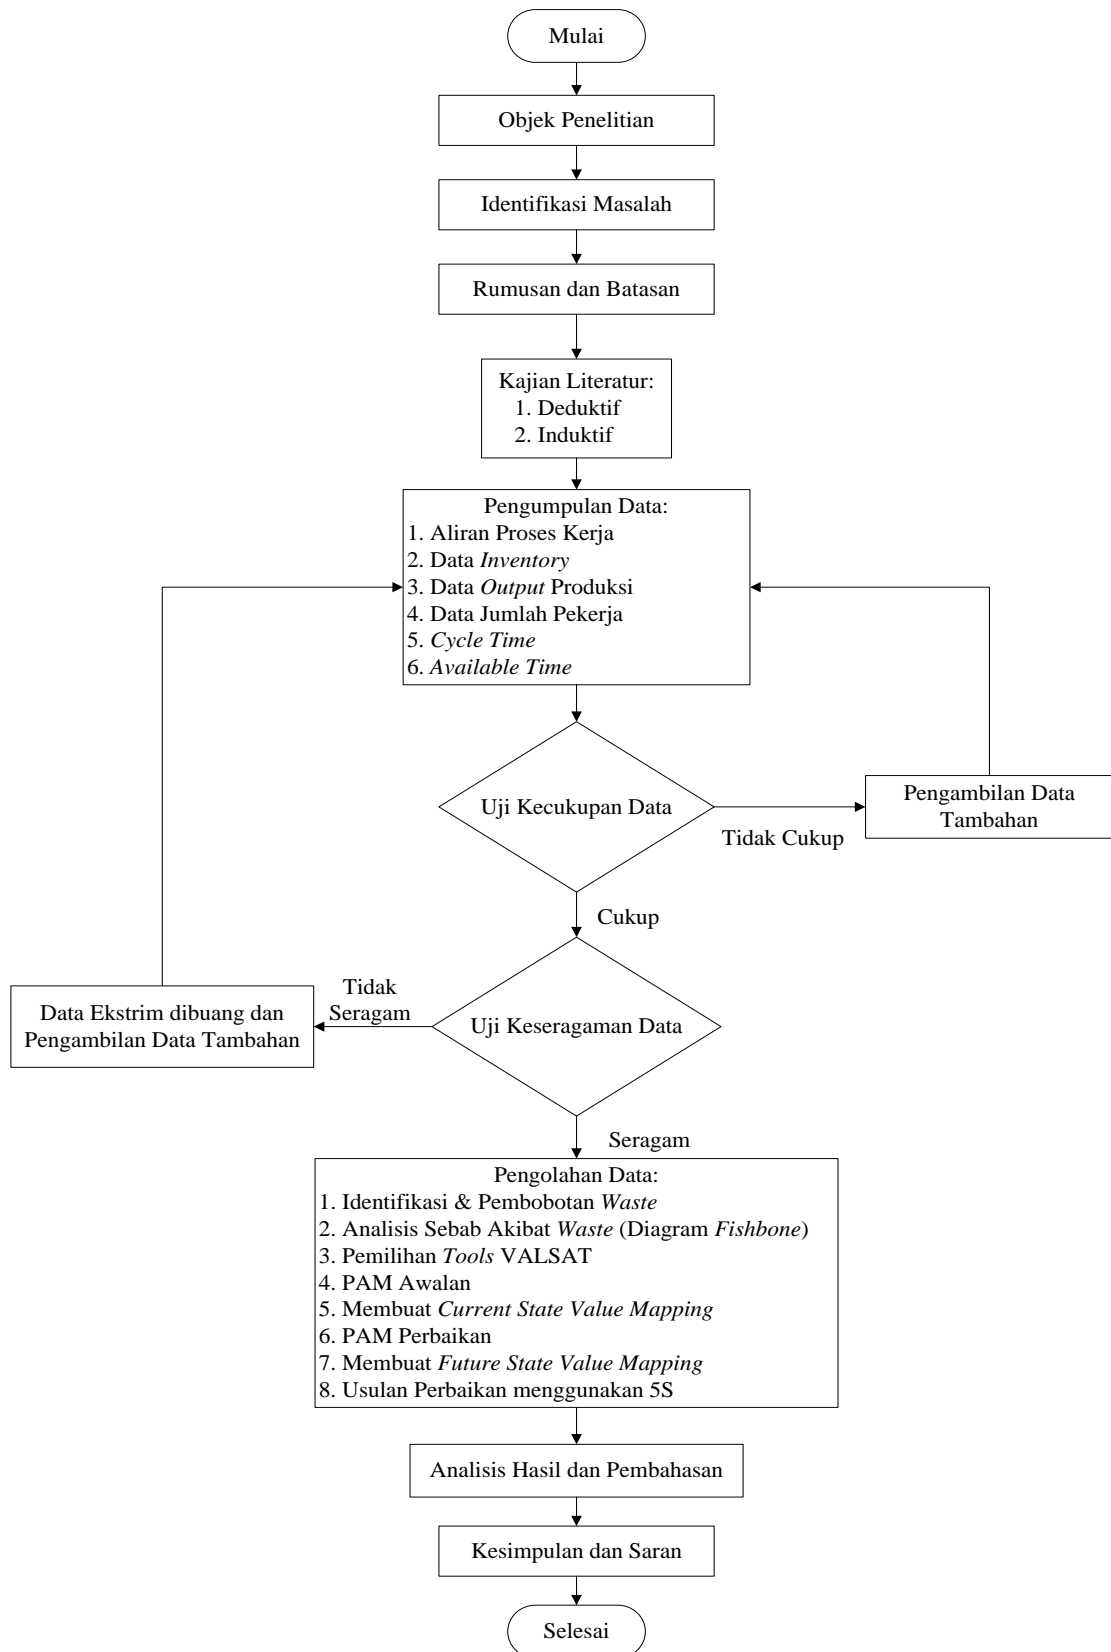 Mulai
Objek Penelitian
Identifikasi Masalah
Rumusan dan Batasan
Kajian Literatur:
1. Deduktif
2. Induktif
Pengumpulan Data:
1. Aliran Proses Kerja
2. Data Inventory
3. Data Output Produksi
4. Data Jumlah Pekerja
5. Cycle Time
6. Available Time
Uji Kecukupan Data
Tidak Cukup
Pengambilan Data
Tambahan
Cukup
Uji Keseragaman Data
Tidak
Seragam
Data Ekstrim dibuang dan
Pengambilan Data Tambahan
Seragam
Pengolahan Data:
1. Identifikasi & Pembobotan Waste
2. Analisis Sebab Akibat Waste (Diagram Fishbone)
3. Pemilihan Tools VALSAT
4. PAM Awalan
5. Membuat Current State Value Mapping
6. PAM Perbaikan
7. Membuat Future State Value Mapping
8. Usulan Perbaikan menggunakan 5S
Analisis Hasil dan Pembahasan
Kesimpulan dan Saran
Selesai